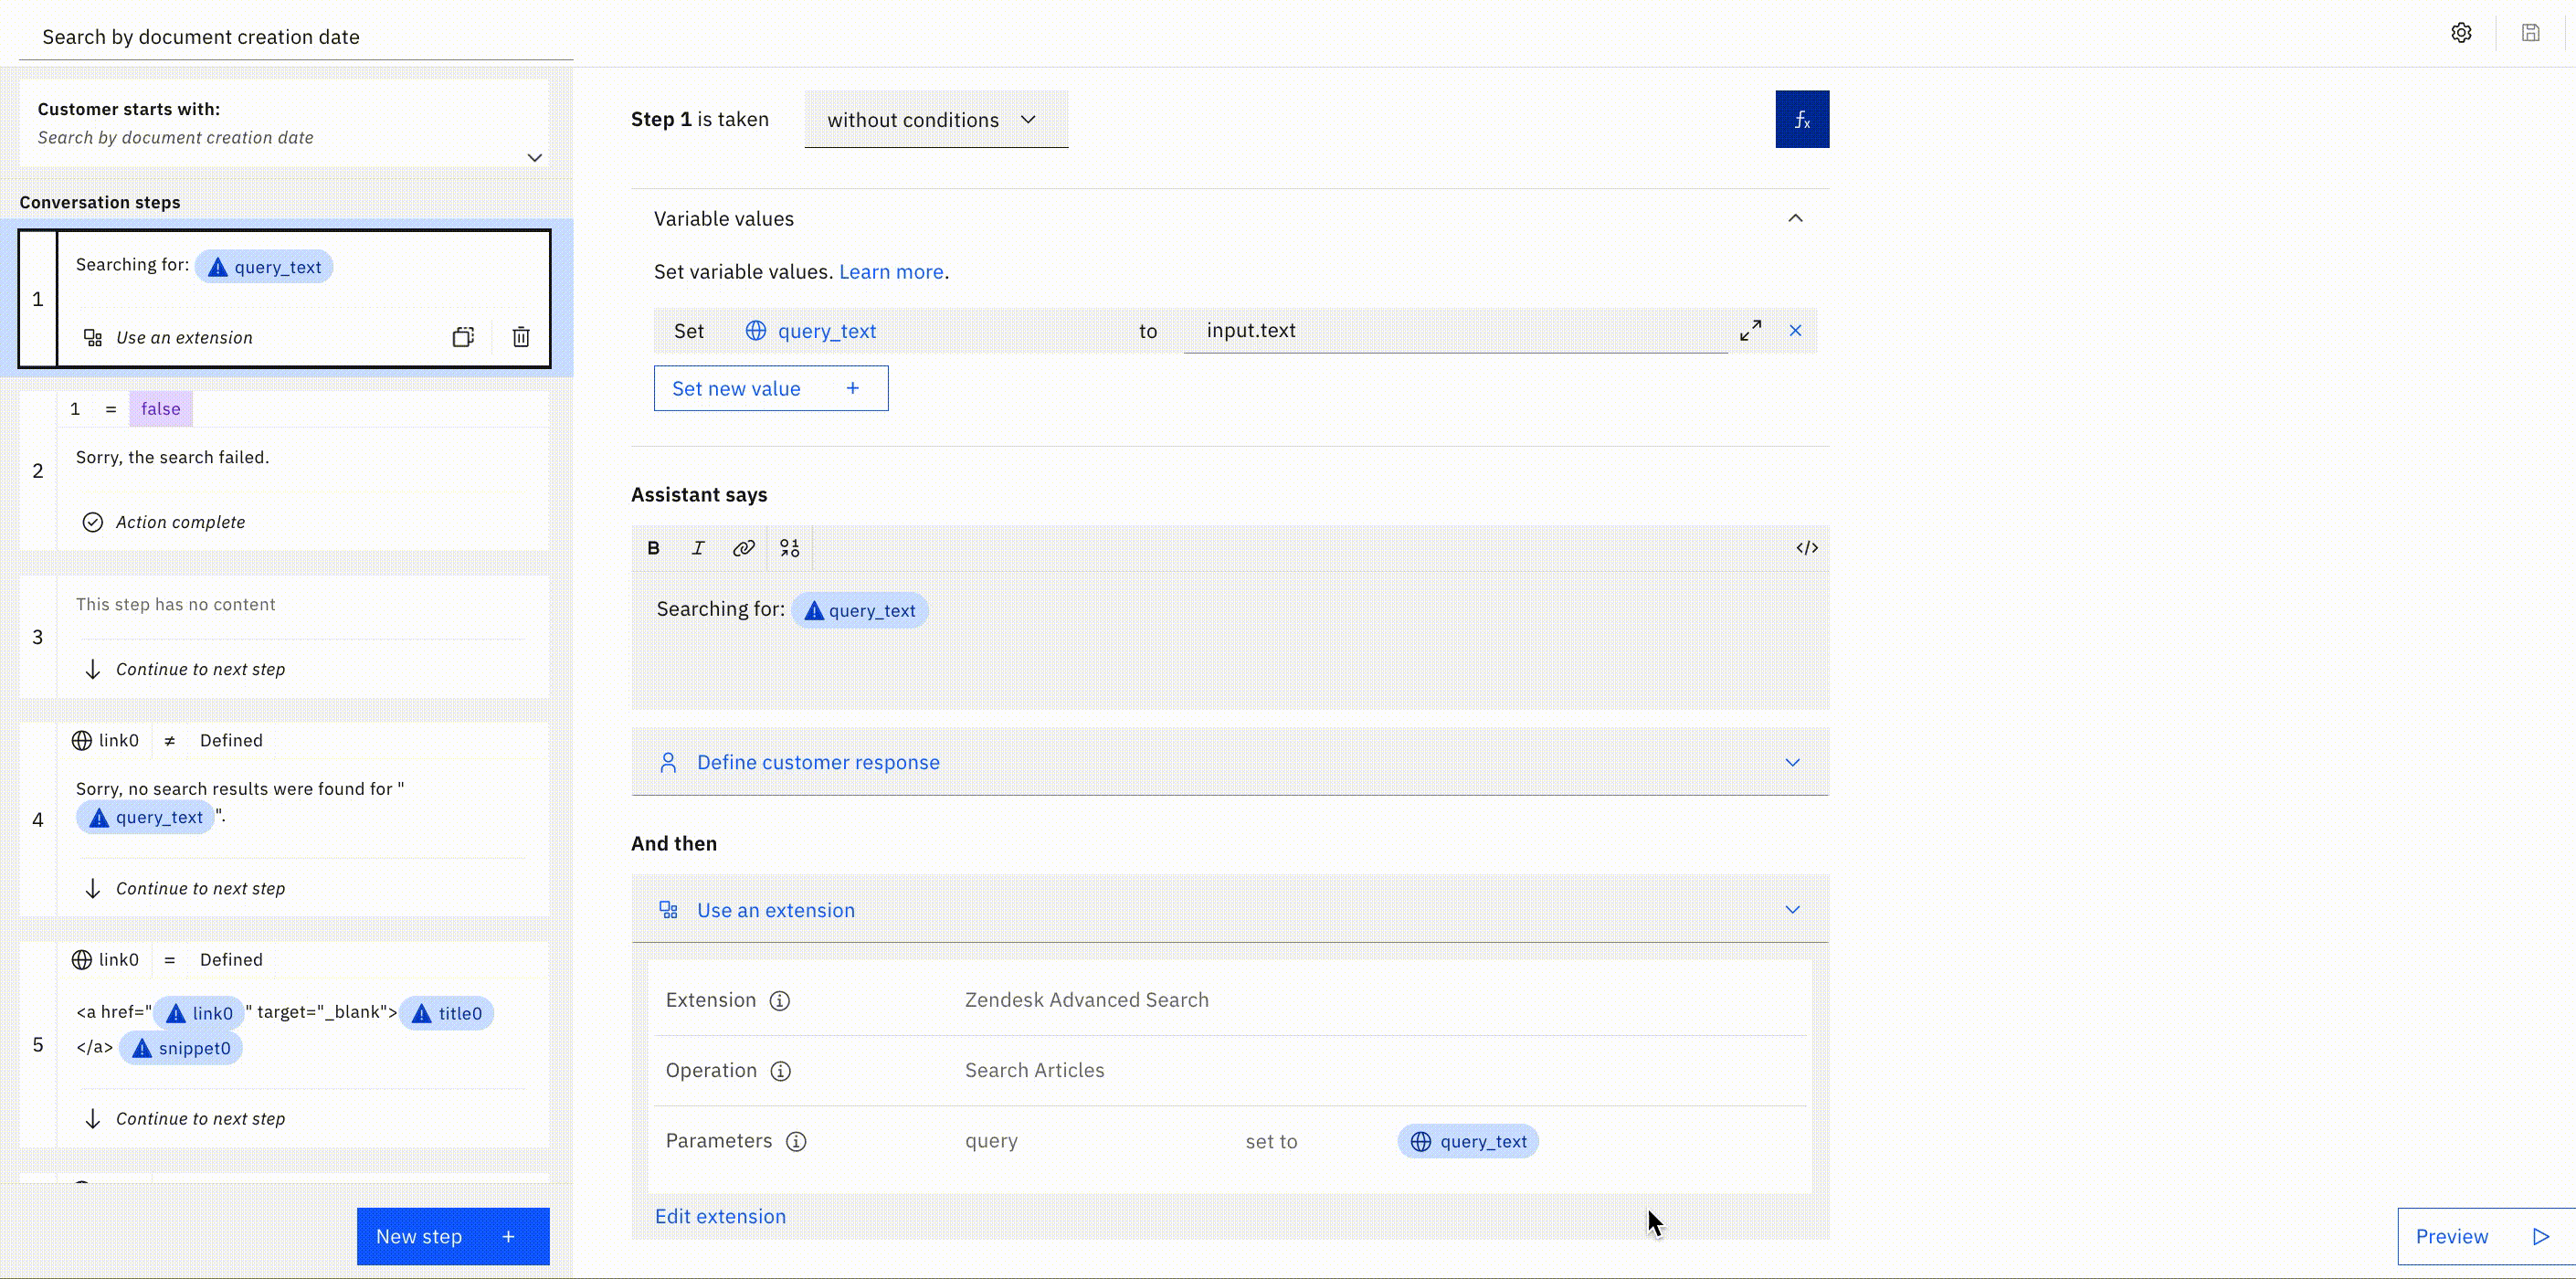 Search by document creation date
Customer starts with:
Search by document creation date
Conversation steps
1
Searching for: query_text
Use an extension
1 = false
2
Sorry, the search failed.
Action complete
3
This step has no content
Continue to next step
link0 ≠ Defined
4
Sorry, no search results were found for "
query_text".
Continue to next step
link0 = Defined
5
<a href="link0" target="_blank">title0
</a> snippet0
Continue to next step
New step +
Step 1 is taken without conditions
fx
Variable values
Set variable values. Learn more.
Set query_text to input.text
Set new value +
Assistant says
B I </>
Searching for: query_text
Define customer response
And then
Use an extension
Extension Zendesk Advanced Search
Operation Search Articles
Parameters query set to query_text
Edit extension
Preview